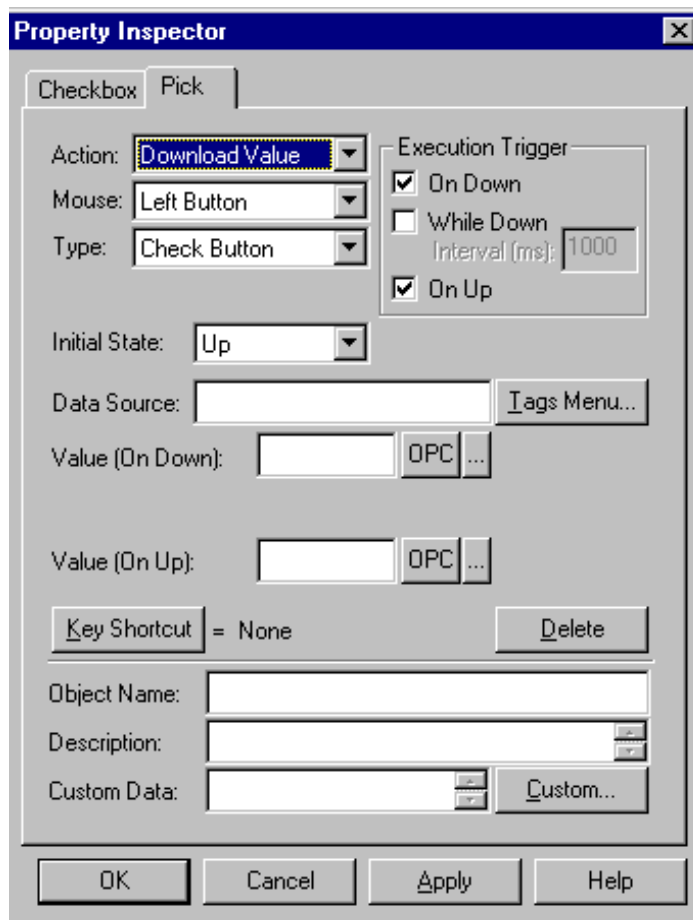 Property Inspector
Checkbox Pick
Action: Download Value
Execution Trigger
On Down
Mouse: Left Button
While Down
Interval (ms): 1000
Type: Check Button
On Up
Initial State: Up
Data Source: Tags Menu...
Value (On Down): OPC ...
Value (On Up): OPC ...
Key Shortcut = None Delete
Object Name:
Description:
Custom Data: Custom...
OK Cancel Apply Help